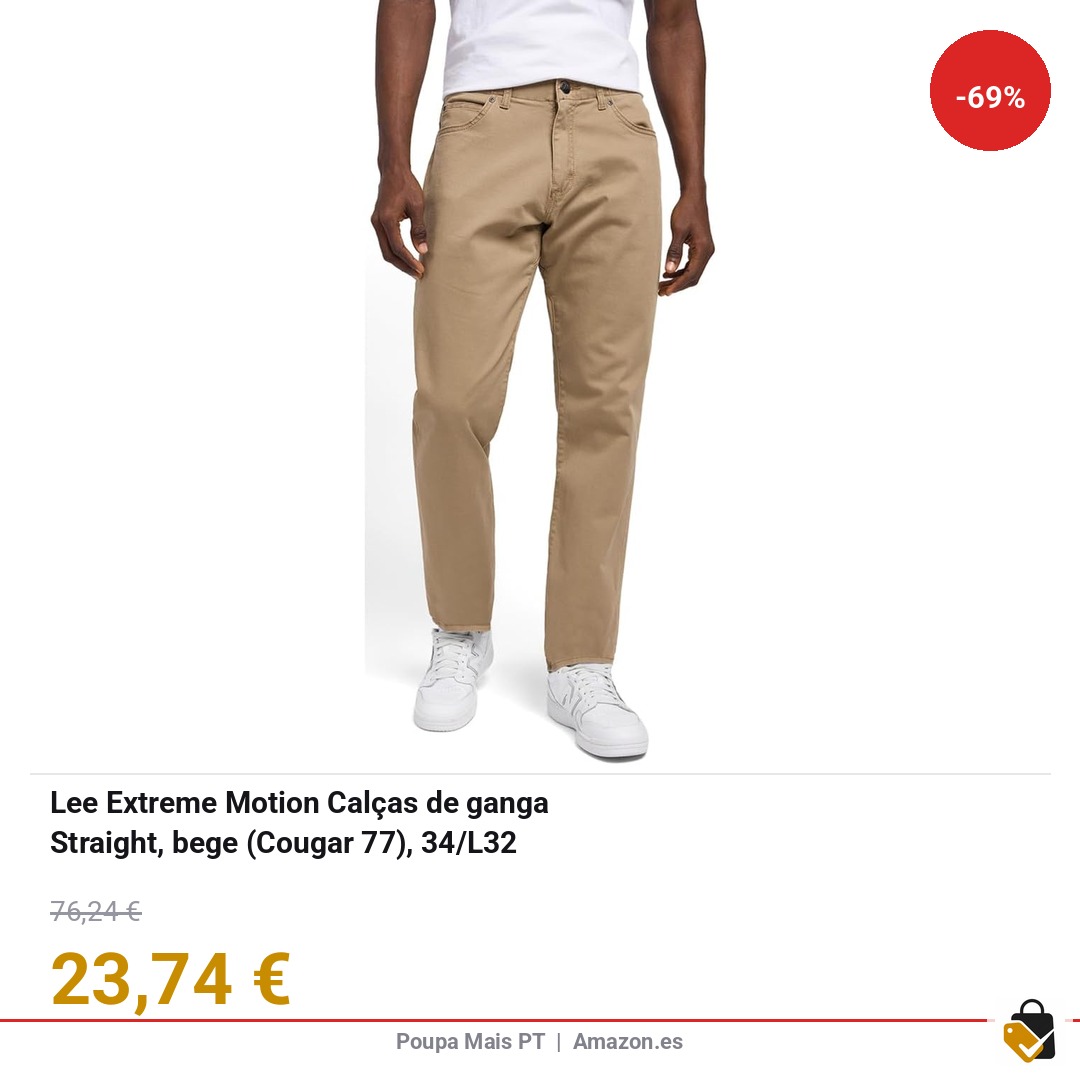 -69%
Lee Extreme Motion Calças de ganga
Straight, bege (Cougar 77), 34/L32
76,24 €
23,74 €
Poupa Mais PT | Amazon.es